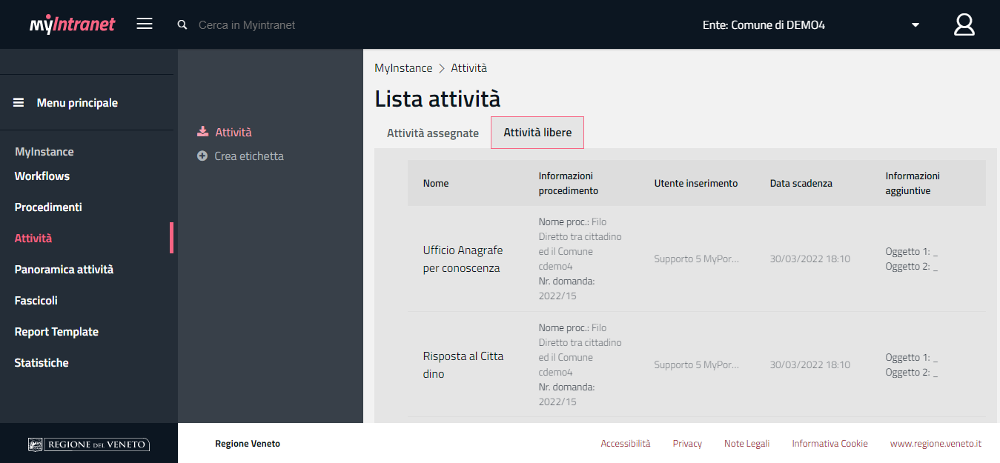 myIntranet
Cerca in Myintranet
Ente: Comune di DEMO4
Menu principale
MyInstance
Workflows
Procedimenti
Attività
Panoramica attività
Fascicoli
Report Template
Statistiche
REGIONE DEL VENETO
Attività
Crea etichetta
MyInstance > Attività
Lista attività
Attività assegnate
Attività libere
Nome
Informazioni
procedimento
Utente inserimento
Data scadenza
Informazioni
aggiuntive
Ufficio Anagrafe
per conoscenza
Nome proc.: Filo
Diretto tra cittadino
ed il Comune
cdemo4
Nr. domanda:
2022/15
Supporto 5 MyPor...
30/03/2022 18:10
Oggetto 1: _
Oggetto 2: _
Risposta al Citta
dino
Nome proc.: Filo
Diretto tra cittadino
ed il Comune
cdemo4
Nr. domanda:
2022/15
Supporto 5 MyPor...
30/03/2022 18:10
Oggetto 1: _
Oggetto 2: _
Regione Veneto
Accessibilità
Privacy
Note Legali
Informativa Cookie
www.regione.veneto.it